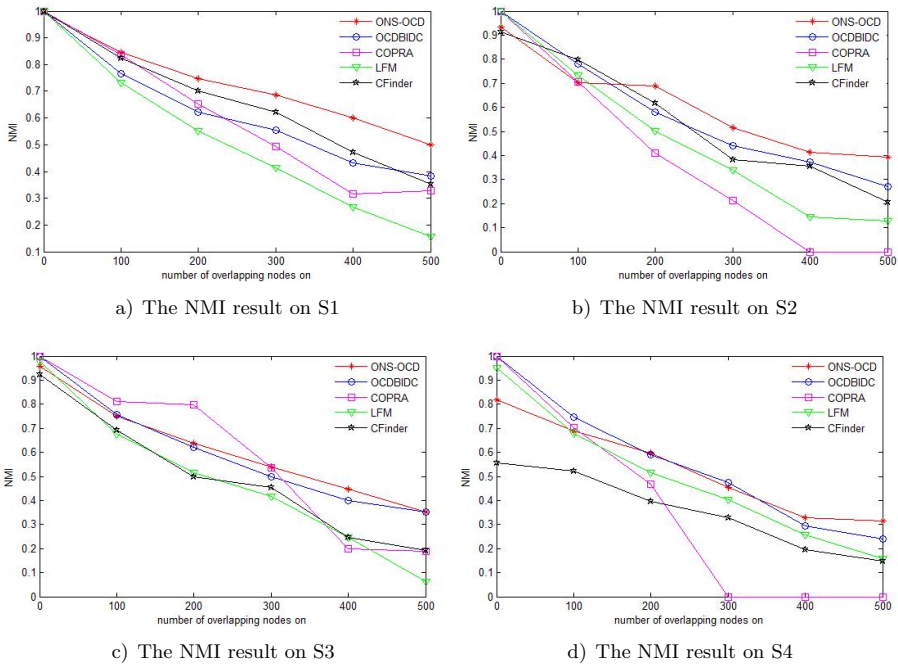 1
0.9
0.8
0.7
0.6
0.5
0.4
0.3
0.2
0.1
NMI
0 100 200 300 400 500
number of overlapping nodes on
ONS-OCD
OCDBIDC
COPRA
LFM
CFinder
a) The NMI result on S1
1
0.9
0.8
0.7
0.6
0.5
0.4
0.3
0.2
0.1
0
NMI
0 100 200 300 400 500
number of overlapping nodes on
ONS-OCD
OCDBIDC
COPRA
LFM
CFinder
b) The NMI result on S2
1
0.9
0.8
0.7
0.6
0.5
0.4
0.3
0.2
0.1
0
NMI
0 100 200 300 400 500
number of overlapping nodes on
ONS-OCD
OCDBIDC
COPRA
LFM
CFinder
c) The NMI result on S3
1
0.9
0.8
0.7
0.6
0.5
0.4
0.3
0.2
0.1
0
NMI
0 100 200 300 400 500
number of overlapping nodes on
ONS-OCD
OCDBIDC
COPRA
LFM
CFinder
d) The NMI result on S4